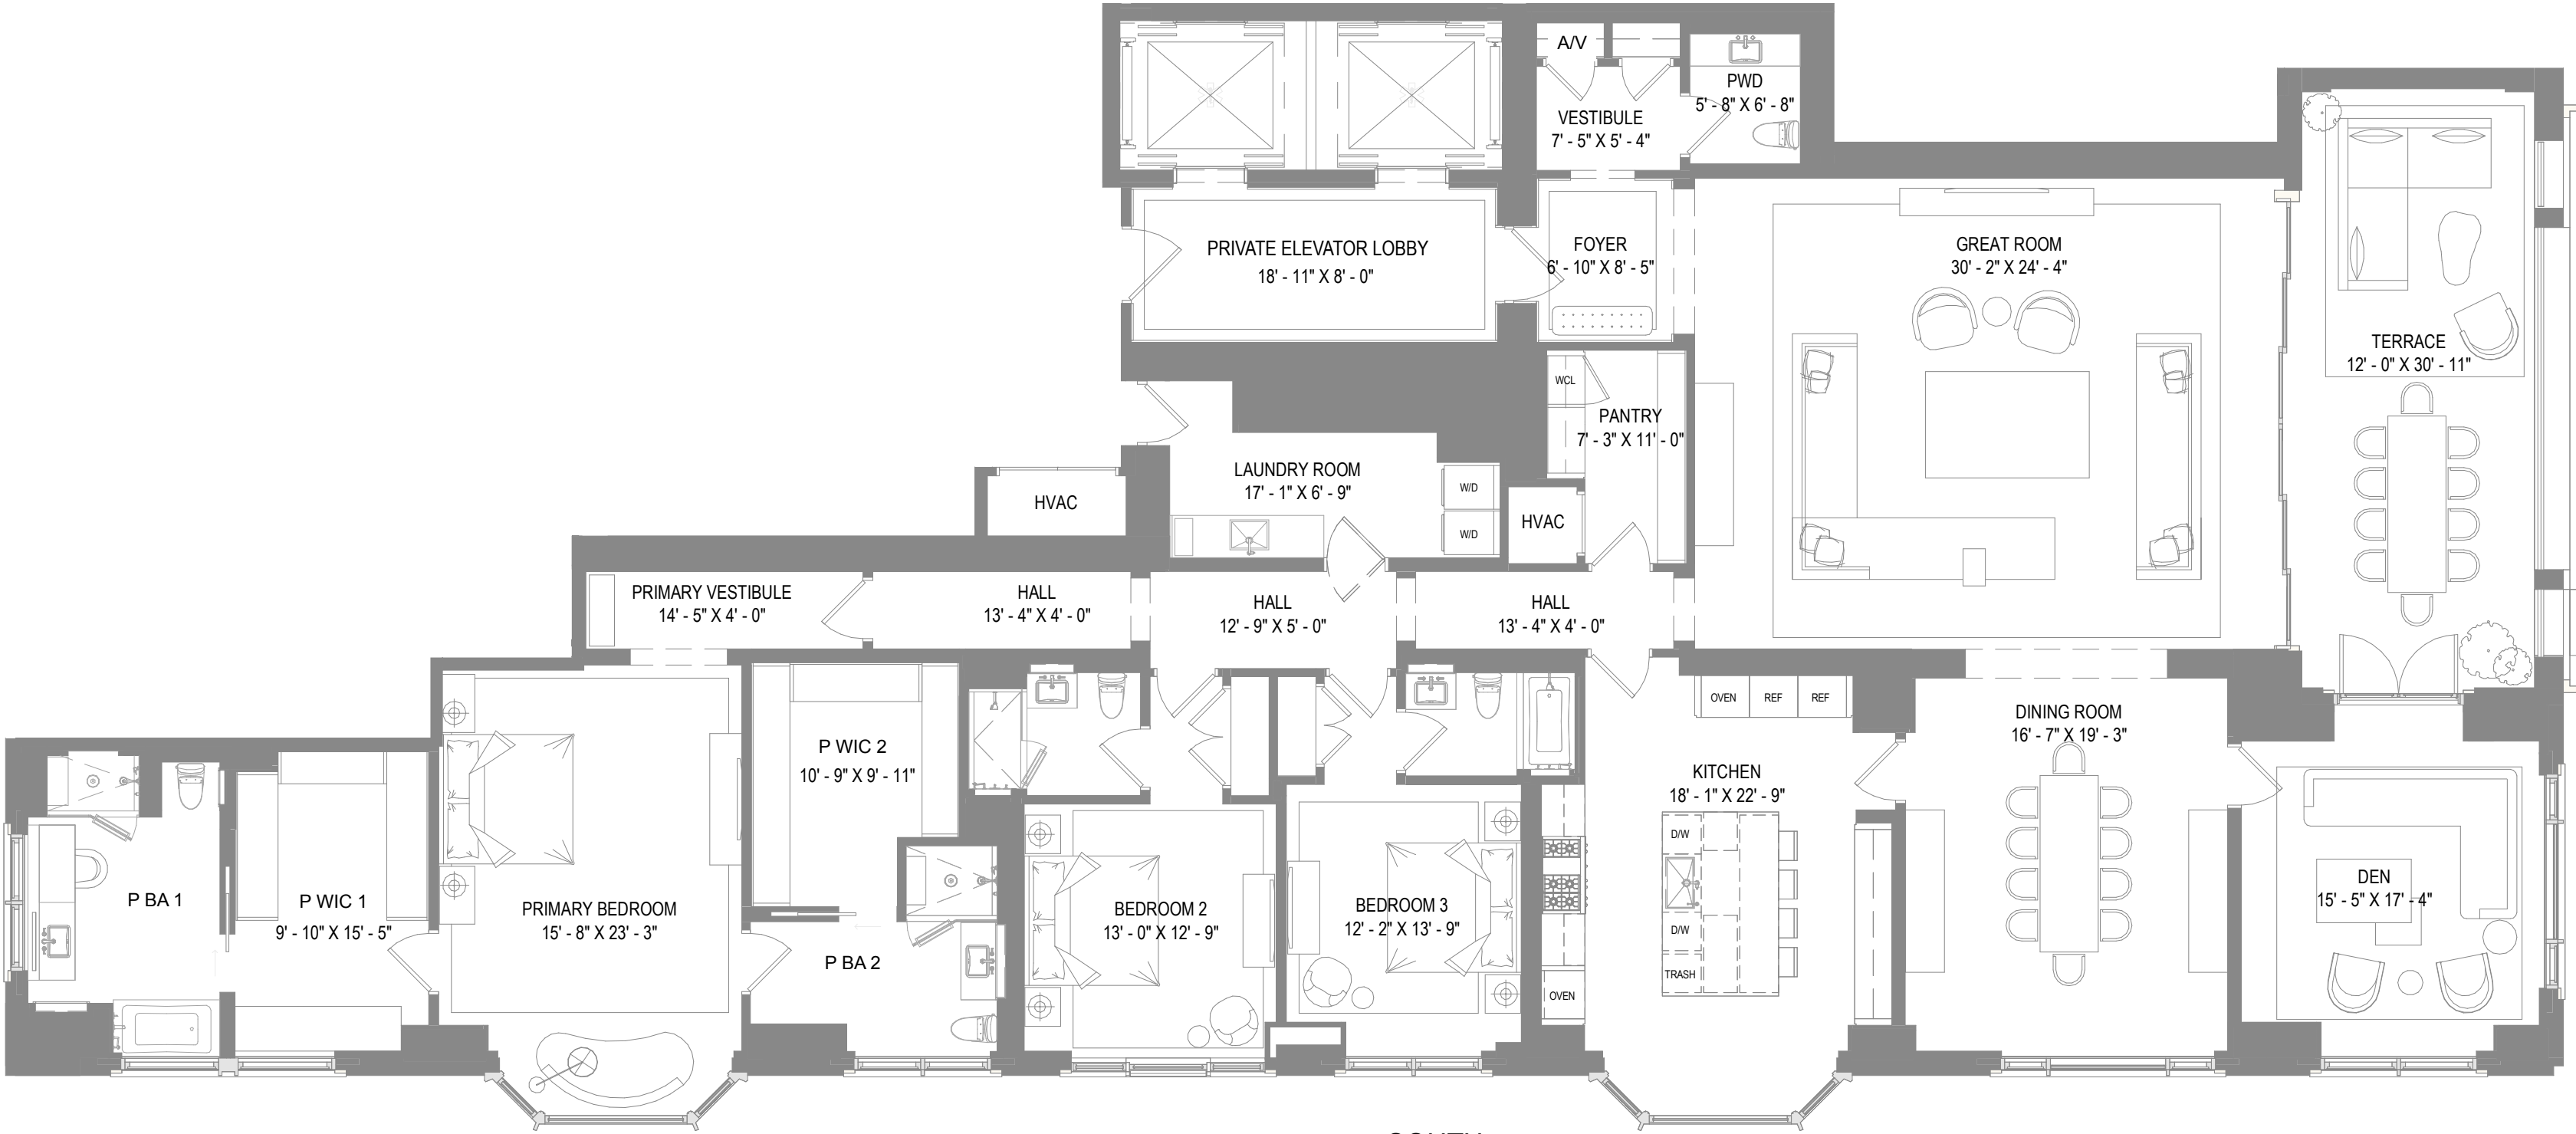 A/V
PWD
5' - 8" X 6' - 8"
VESTIBULE
7' - 5" X 5' - 4"
PRIVATE ELEVATOR LOBBY
18' - 11" X 8' - 0"
FOYER
6' - 10" X 8' - 5"
GREAT ROOM
30' - 2" X 24' - 4"
TERRACE
12' - 0" X 30' - 11"
WCL
PANTRY
7' - 3" X 11' - 0"
LAUNDRY ROOM
17' - 1" X 6' - 9"
W/D
W/D
HVAC
HVAC
PRIMARY VESTIBULE
14' - 5" X 4' - 0"
HALL
13' - 4" X 4' - 0"
HALL
12' - 9" X 5' - 0"
HALL
13' - 4" X 4' - 0"
OVEN
REF
REF
DINING ROOM
16' - 7" X 19' - 3"
P WIC 2
10' - 9" X 9' - 11"
KITCHEN
18' - 1" X 22' - 9"
D/W
D/W
TRASH
OVEN
P BA 1
P WIC 1
9' - 10" X 15' - 5"
PRIMARY BEDROOM
15' - 8" X 23' - 3"
P BA 2
BEDROOM 2
13' - 0" X 12' - 9"
BEDROOM 3
12' - 2" X 13' - 9"
DEN
15' - 5" X 17' - 4"